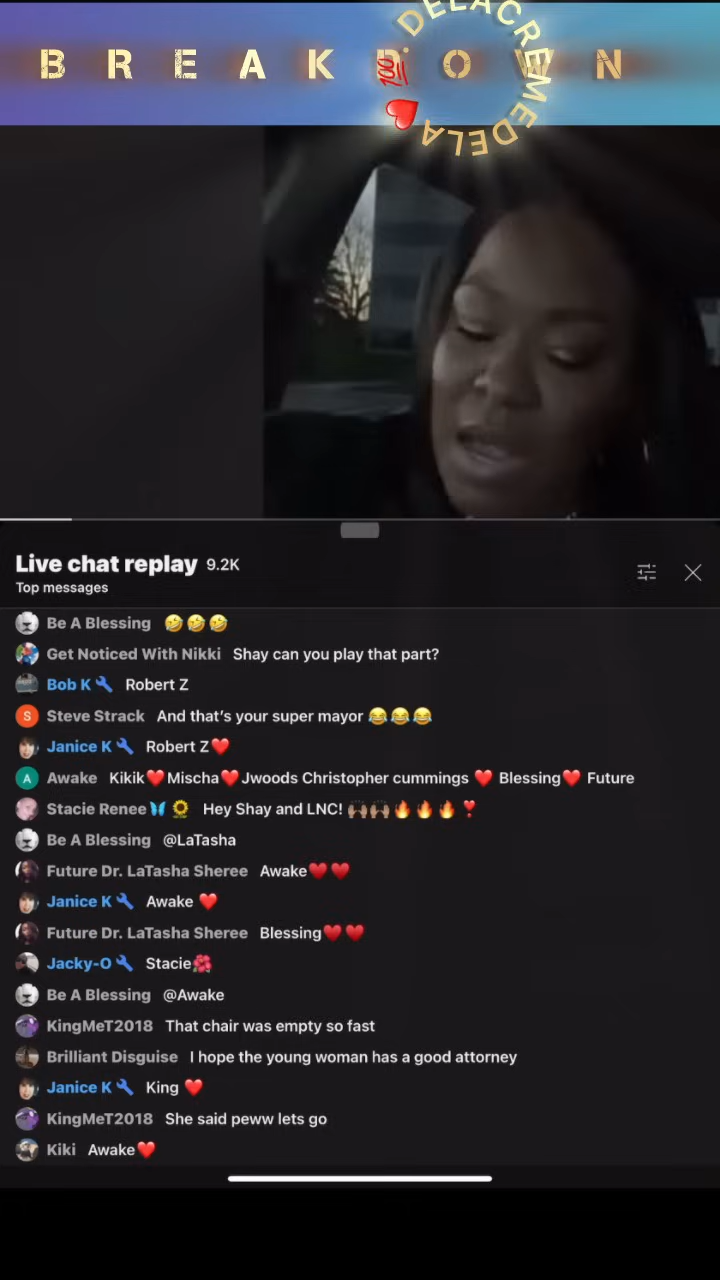 BREAKDOWN
DELACREMEDELA
Live chat replay 9.2K
Top messages
Be A Blessing 🤣🤣🤣
Get Noticed With Nikki Shay can you play that part?
Bob K🔧 Robert Z
S Steve Strack And that's your super mayor 😂😂😂
Janice K🔧 Robert Z❤️
A Awake Kikik❤️Mischa❤️Jwoods Christopher cummings ❤️ Blessing❤️ Future
Stacie Renee🦋 🌻 Hey Shay and LNC! 🙌🏽🙌🏽🔥🔥🔥❣️
Be A Blessing @LaTasha
Future Dr. LaTasha Sheree Awake♥️♥️
Janice K🔧 Awake ❤️
Future Dr. LaTasha Sheree Blessing♥️♥️
Jacky-O🔧 Stacie🌺
Be A Blessing @Awake
KingMeT2018 That chair was empty so fast
Brilliant Disguise I hope the young woman has a good attorney
Janice K🔧 King ❤️
KingMeT2018 She said peww lets go
Kiki Awake❤️